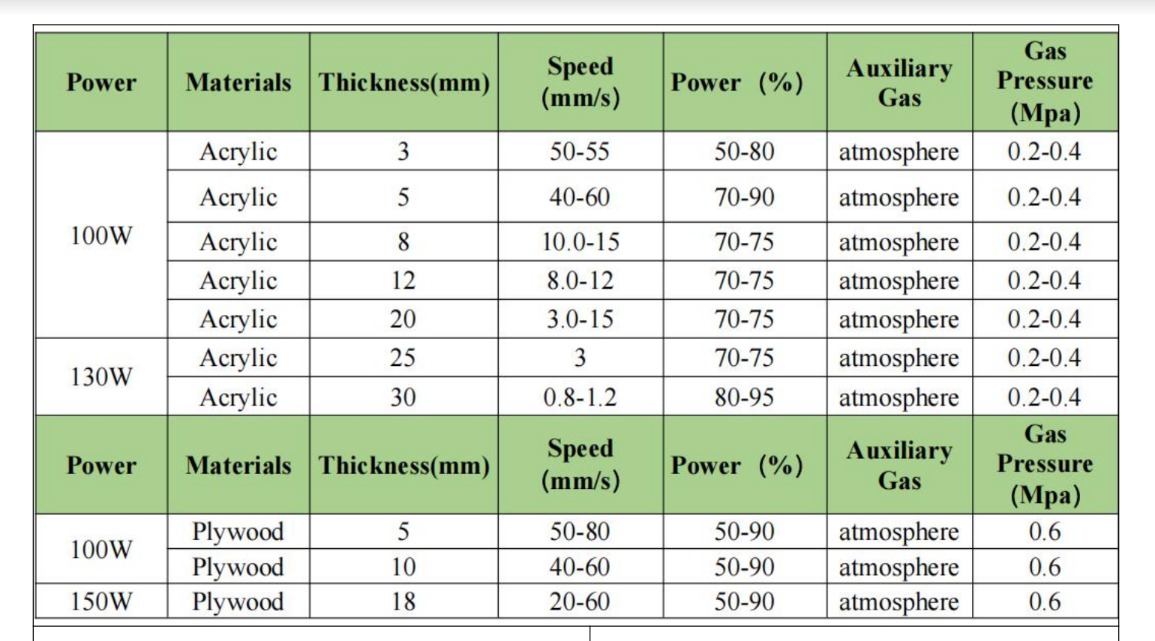 Power Materials Thickness(mm) Speed (mm/s) Power (%) Auxiliary Gas Gas Pressure (Mpa)
100W Acrylic 3 50-55 50-80 atmosphere 0.2-0.4
Acrylic 5 40-60 70-90 atmosphere 0.2-0.4
Acrylic 8 10.0-15 70-75 atmosphere 0.2-0.4
Acrylic 12 8.0-12 70-75 atmosphere 0.2-0.4
Acrylic 20 3.0-15 70-75 atmosphere 0.2-0.4
130W Acrylic 25 3 70-75 atmosphere 0.2-0.4
Acrylic 30 0.8-1.2 80-95 atmosphere 0.2-0.4
Power Materials Thickness(mm) Speed (mm/s) Power (%) Auxiliary Gas Gas Pressure (Mpa)
100W Plywood 5 50-80 50-90 atmosphere 0.6
Plywood 10 40-60 50-90 atmosphere 0.6
150W Plywood 18 20-60 50-90 atmosphere 0.6